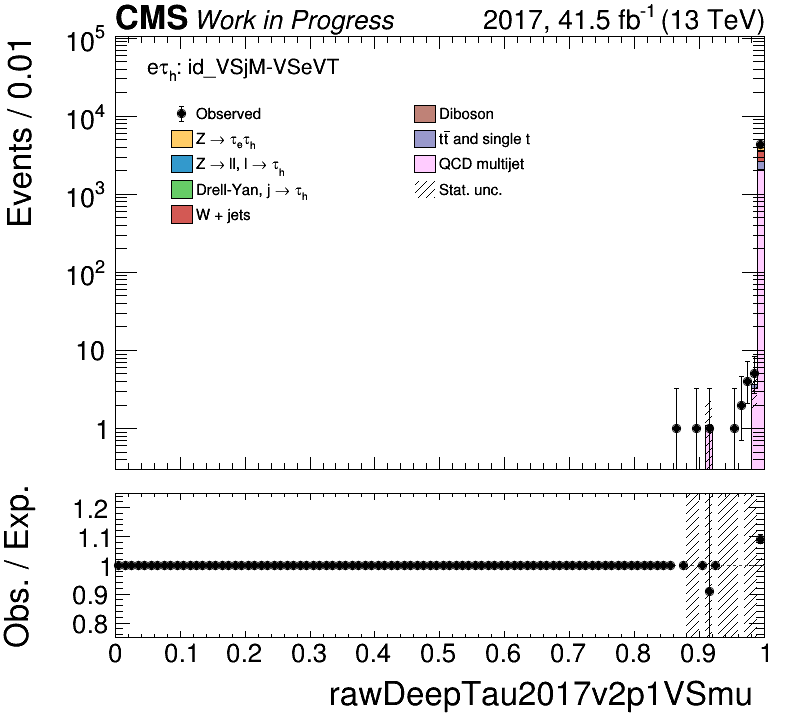 CMS Work in Progress 2017, 41.5 fb⁻¹ (13 TeV)
Events / 0.01
10⁵
10⁴
10³
10²
10
1
eτₕ: id_VSjM-VSeVT
Observed
Z → τₑτₕ
Z → ll, l → τₕ
Drell-Yan, j → τₕ
W + jets
Diboson
tt̄ and single t
QCD multijet
Stat. unc.
Obs. / Exp.
1.2
1.1
1
0.9
0.8
0 0.1 0.2 0.3 0.4 0.5 0.6 0.7 0.8 0.9 1
rawDeepTau2017v2p1VSmu